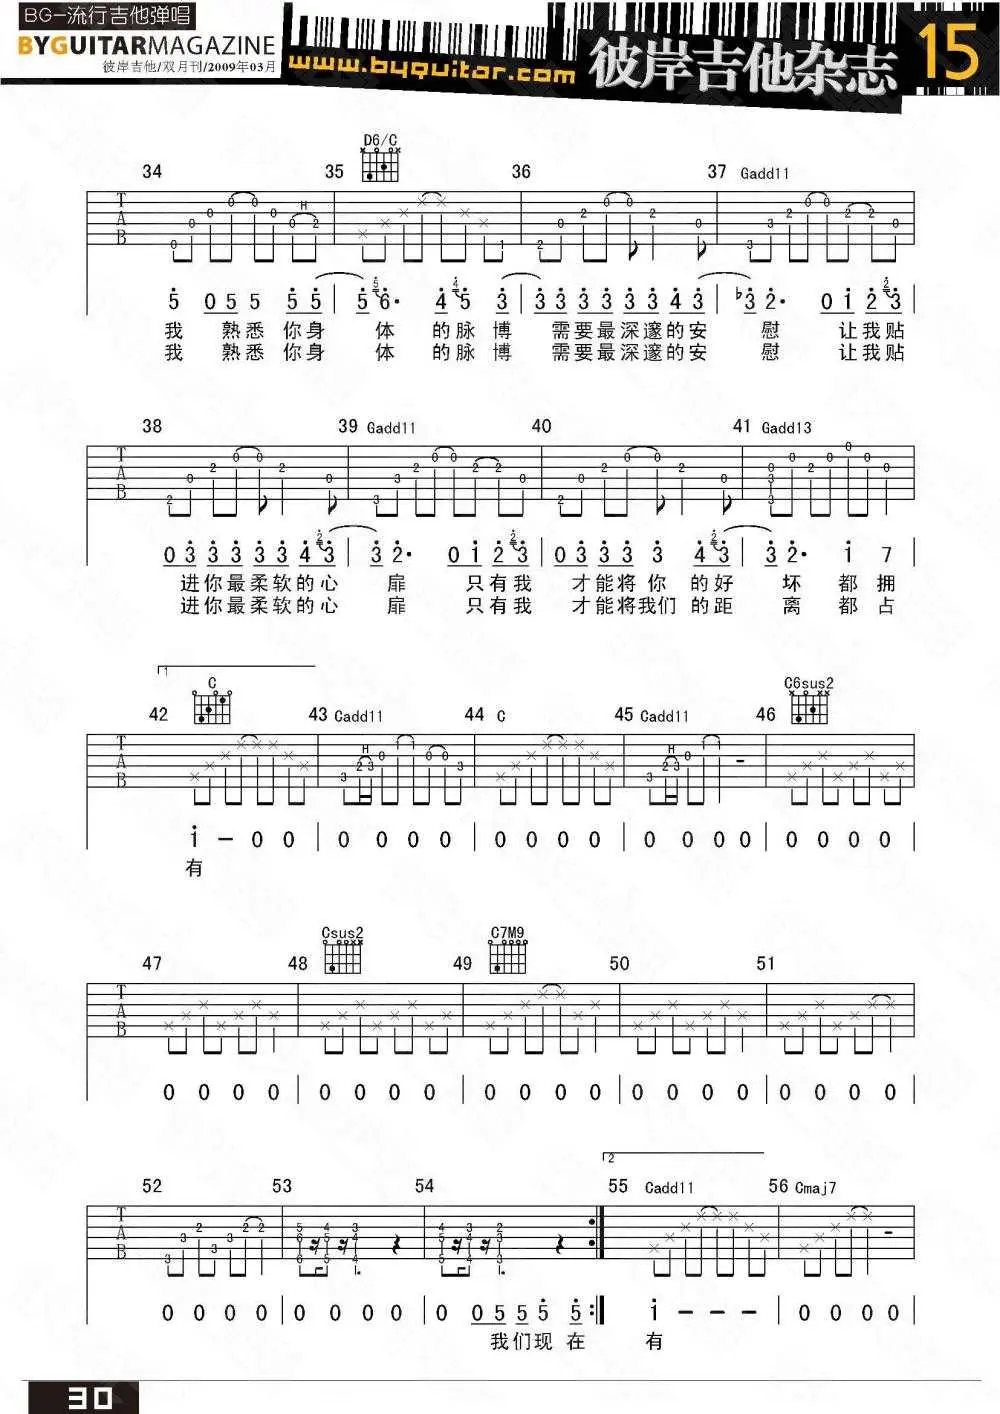 BG-流行吉他弹唱
BYGUITARMAGAZINE
彼岸吉他/双月刊/2009年03月
www.byguitar.com
彼岸吉他杂志
15
D6/C
34 35 36 37 Gadd11
T A B
H
5 0 5 5 5 5 5 6· 4 5 3 3 3 3 3 3 3 4 3 ♭3 2· 0 1 2 3
我 熟悉你身 体 的脉 博 需要最深邃的安 慰 让我贴
我 熟悉你身 体 的脉 博 需要最深邃的安 慰 让我贴
38 39 Gadd11 40 41 Gadd13
T A B
0 3 3 3 3 3 4 3 3 2· 0 1 2 3 0 3 3 3 3 4 3 3 2· 1 7
进你最柔软的心 扉 只有我 才能将你 的好 坏 都拥
进你最柔软的心 扉 只有我 才能将我们 的距 离 都占
1
C C6sus2
42 43 Cadd11 44 C 45 Cadd11 46
T A B
H H
1 - 0 0 0 0 0 0 0 0 0 0 0 0 0 0 0 0 0 0
有
Csus2 C7M9
47 48 49 50 51
T A B
0 0 0 0 0 0 0 0 0 0 0 0 0 0 0 0 0 0 0 0
2
52 53 54 55 Cadd11 56 Cmaj7
T A B
0 0 0 0 0 0 0 0 0 0 5 5 5 5 1 - - - 0 0 0 0
我们现 在 有
30